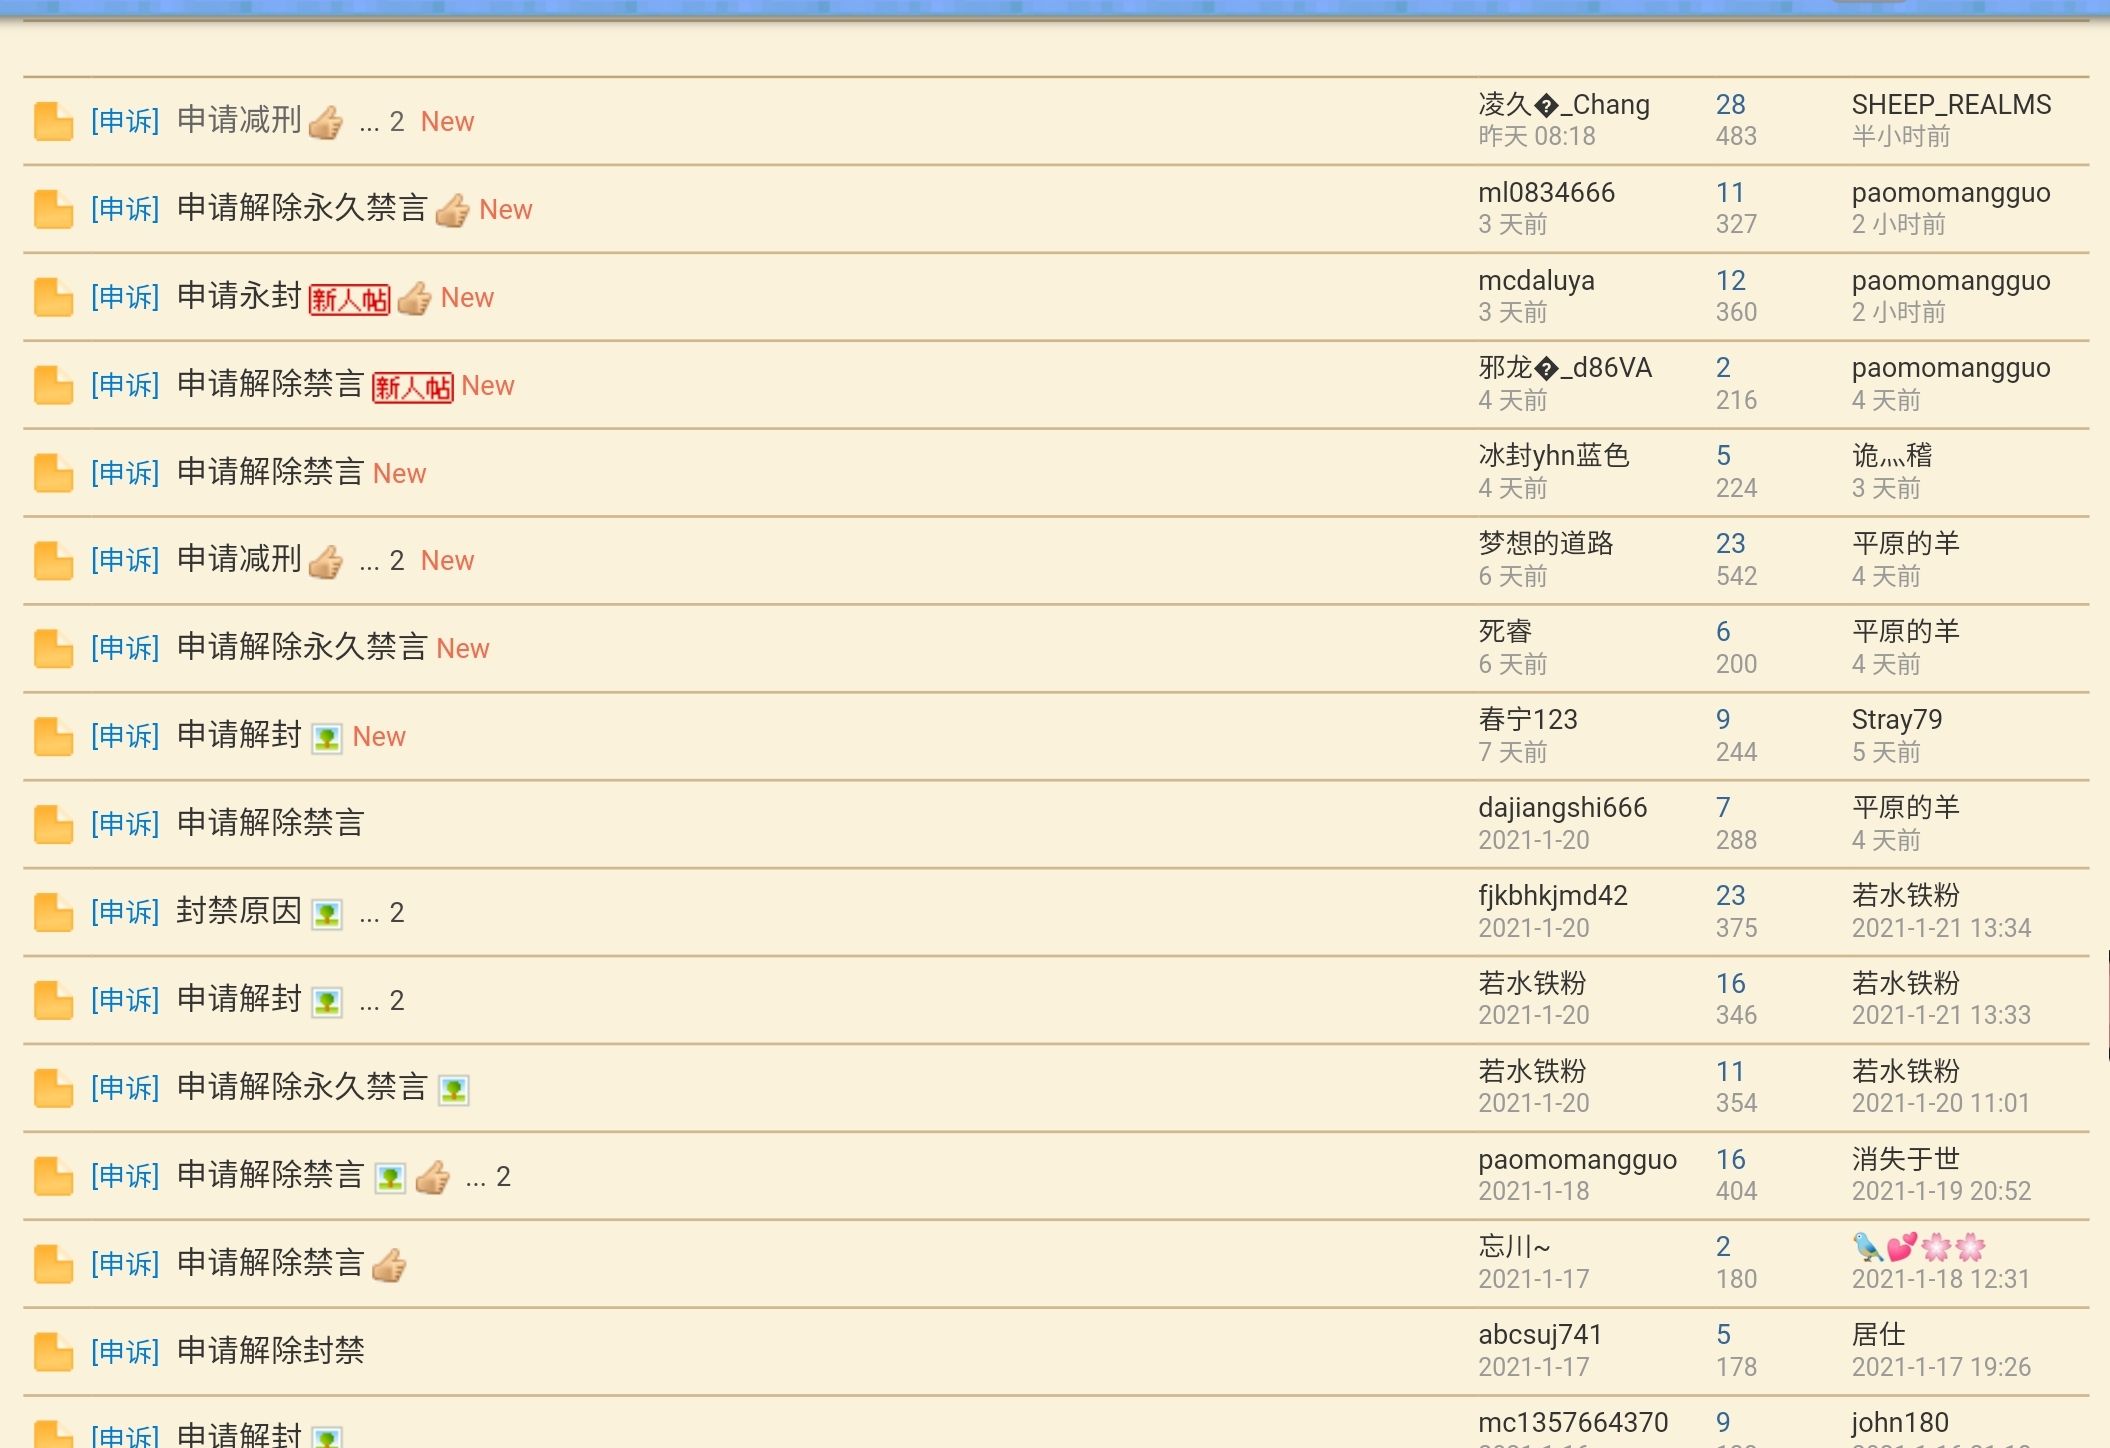 [申诉] 申请减刑 ... 2 New 凌久�_Chang 28 SHEEP_REALMS
昨天 08:18 483 半小时前
[申诉] 申请解除永久禁言 New ml0834666 11 paomomangguo
3 天前 327 2 小时前
[申诉] 申请永封 新人帖 New mcdaluya 12 paomomangguo
3 天前 360 2 小时前
[申诉] 申请解除禁言 新人帖 New 邪龙�_d86VA 2 paomomangguo
4 天前 216 4 天前
[申诉] 申请解除禁言 New 冰封yhn蓝色 5 诡灬稽
4 天前 224 3 天前
[申诉] 申请减刑 ... 2 New 梦想的道路 23 平原的羊
6 天前 542 4 天前
[申诉] 申请解除永久禁言 New 死睿 6 平原的羊
6 天前 200 4 天前
[申诉] 申请解封 New 春宁123 9 Stray79
7 天前 244 5 天前
[申诉] 申请解除禁言 dajiangshi666 7 平原的羊
2021-1-20 288 4 天前
[申诉] 封禁原因 ... 2 fjkbhkjmd42 23 若水铁粉
2021-1-20 375 2021-1-21 13:34
[申诉] 申请解封 ... 2 若水铁粉 16 若水铁粉
2021-1-20 346 2021-1-21 13:33
[申诉] 申请解除永久禁言 若水铁粉 11 若水铁粉
2021-1-20 354 2021-1-20 11:01
[申诉] 申请解除禁言 ... 2 paomomangguo 16 消失于世
2021-1-18 404 2021-1-19 20:52
[申诉] 申请解除禁言 忘川~ 2 🐦💕🌸🌸
2021-1-17 180 2021-1-18 12:31
[申诉] 申请解除封禁 abcsuj741 5 居仕
2021-1-17 178 2021-1-17 19:26
[申诉] 申请解封 mc1357664370 9 john180